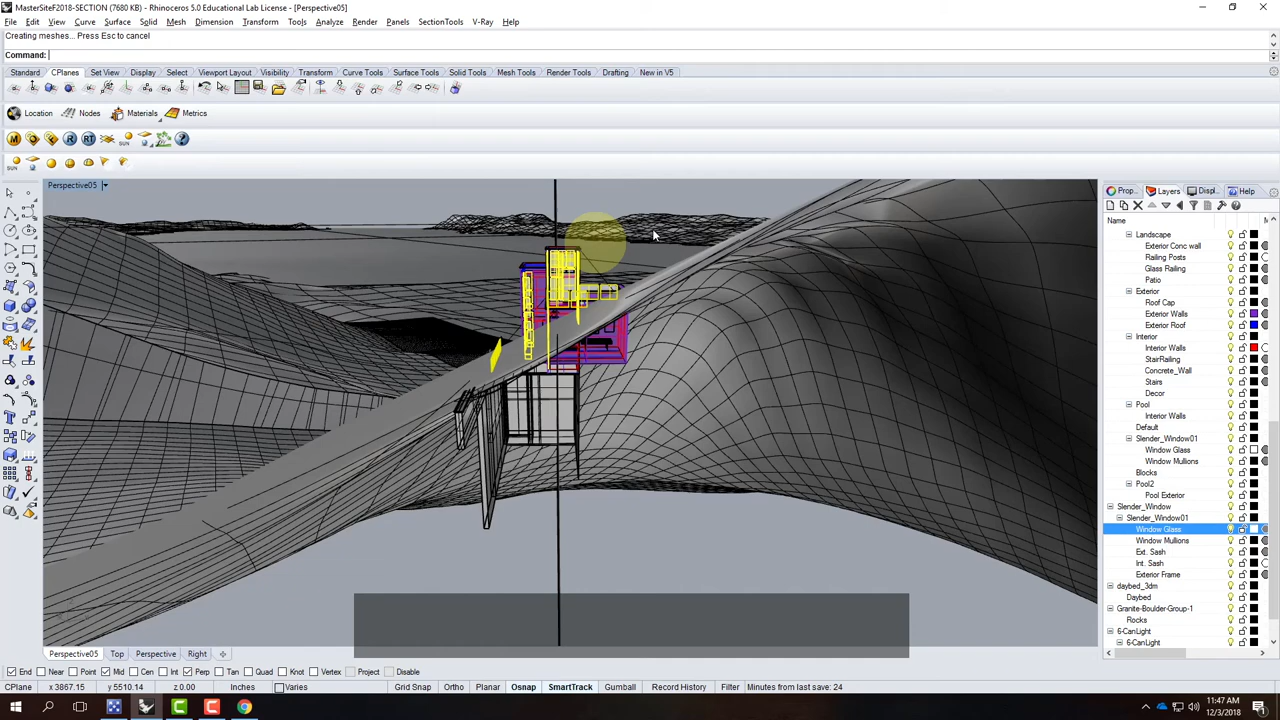 MasterSiteF2018-SECTION (7680 KB) - Rhinoceros 5.0 Educational Lab License - [Perspective05]
File Edit View Curve Surface Solid Mesh Dimension Transform Tools Analyze Render Panels SectionTools V-Ray Help
Creating meshes... Press Esc to cancel
Command:
Standard CPlanes Set View Display Select Viewport Layout Visibility Transform Curve Tools Surface Tools Solid Tools Mesh Tools Render Tools Drafting New in V5
Location Nodes Materials Metrics
M R RT SUN ?
SUN
Perspective05
Prop... Layers Displ... Help
Name
Landscape
Exterior Conc wall
Railing Posts
Glass Railing
Patio
Exterior
Roof Cap
Exterior Walls
Exterior Roof
Interior
Interior Walls
StairRailing
Concrete_Wall
Stairs
Decor
Pool
Interior Walls
Default
Slender_Window01
Window Glass
Window Mullions
Blocks
Pool2
Pool Exterior
Slender_Window
Slender_Window01
Window Glass
Window Mullions
Ext. Sash
Int. Sash
Exterior Frame
daybed_3dm
Daybed
Granite-Boulder-Group-1
Rocks
6-CanLight
6-CanLight
Perspective05 Top Perspective Right
End Near Point Mid Cen Int Perp Tan Quad Knot Vertex Project Disable
CPlane x 3867.15 y 5510.14 z 0.00 Inches Varies Grid Snap Ortho Planar Osnap SmartTrack Gumball Record History Filter Minutes from last save: 24
11:47 AM
12/3/2018